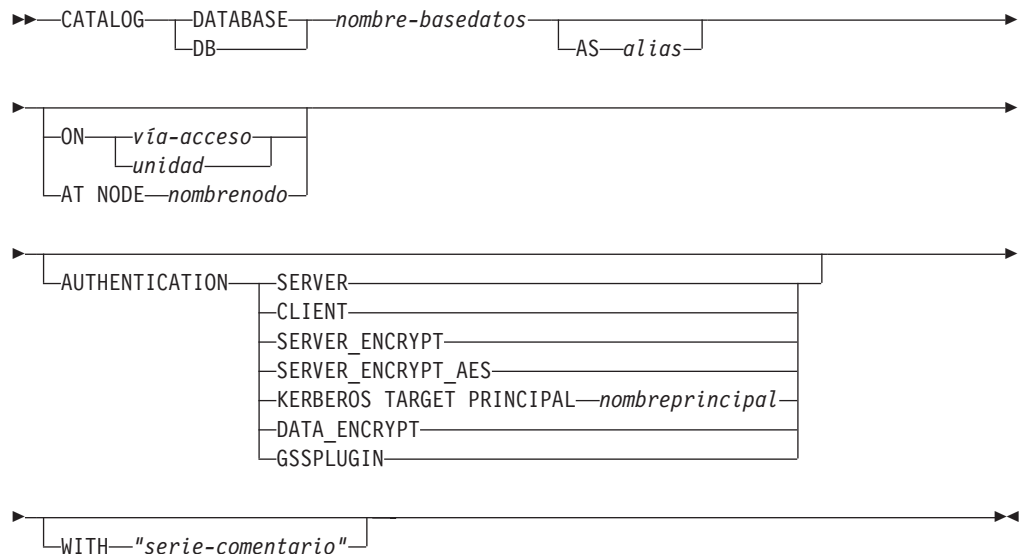 CATALOG DATABASE nombre-basedatos
DB AS alias
ON vía-acceso
unidad
AT NODE nombrenodo
AUTHENTICATION SERVER
CLIENT
SERVER_ENCRYPT
SERVER_ENCRYPT_AES
KERBEROS TARGET PRINCIPAL nombreprincipal
DATA_ENCRYPT
GSSPLUGIN
WITH "serie-comentario"